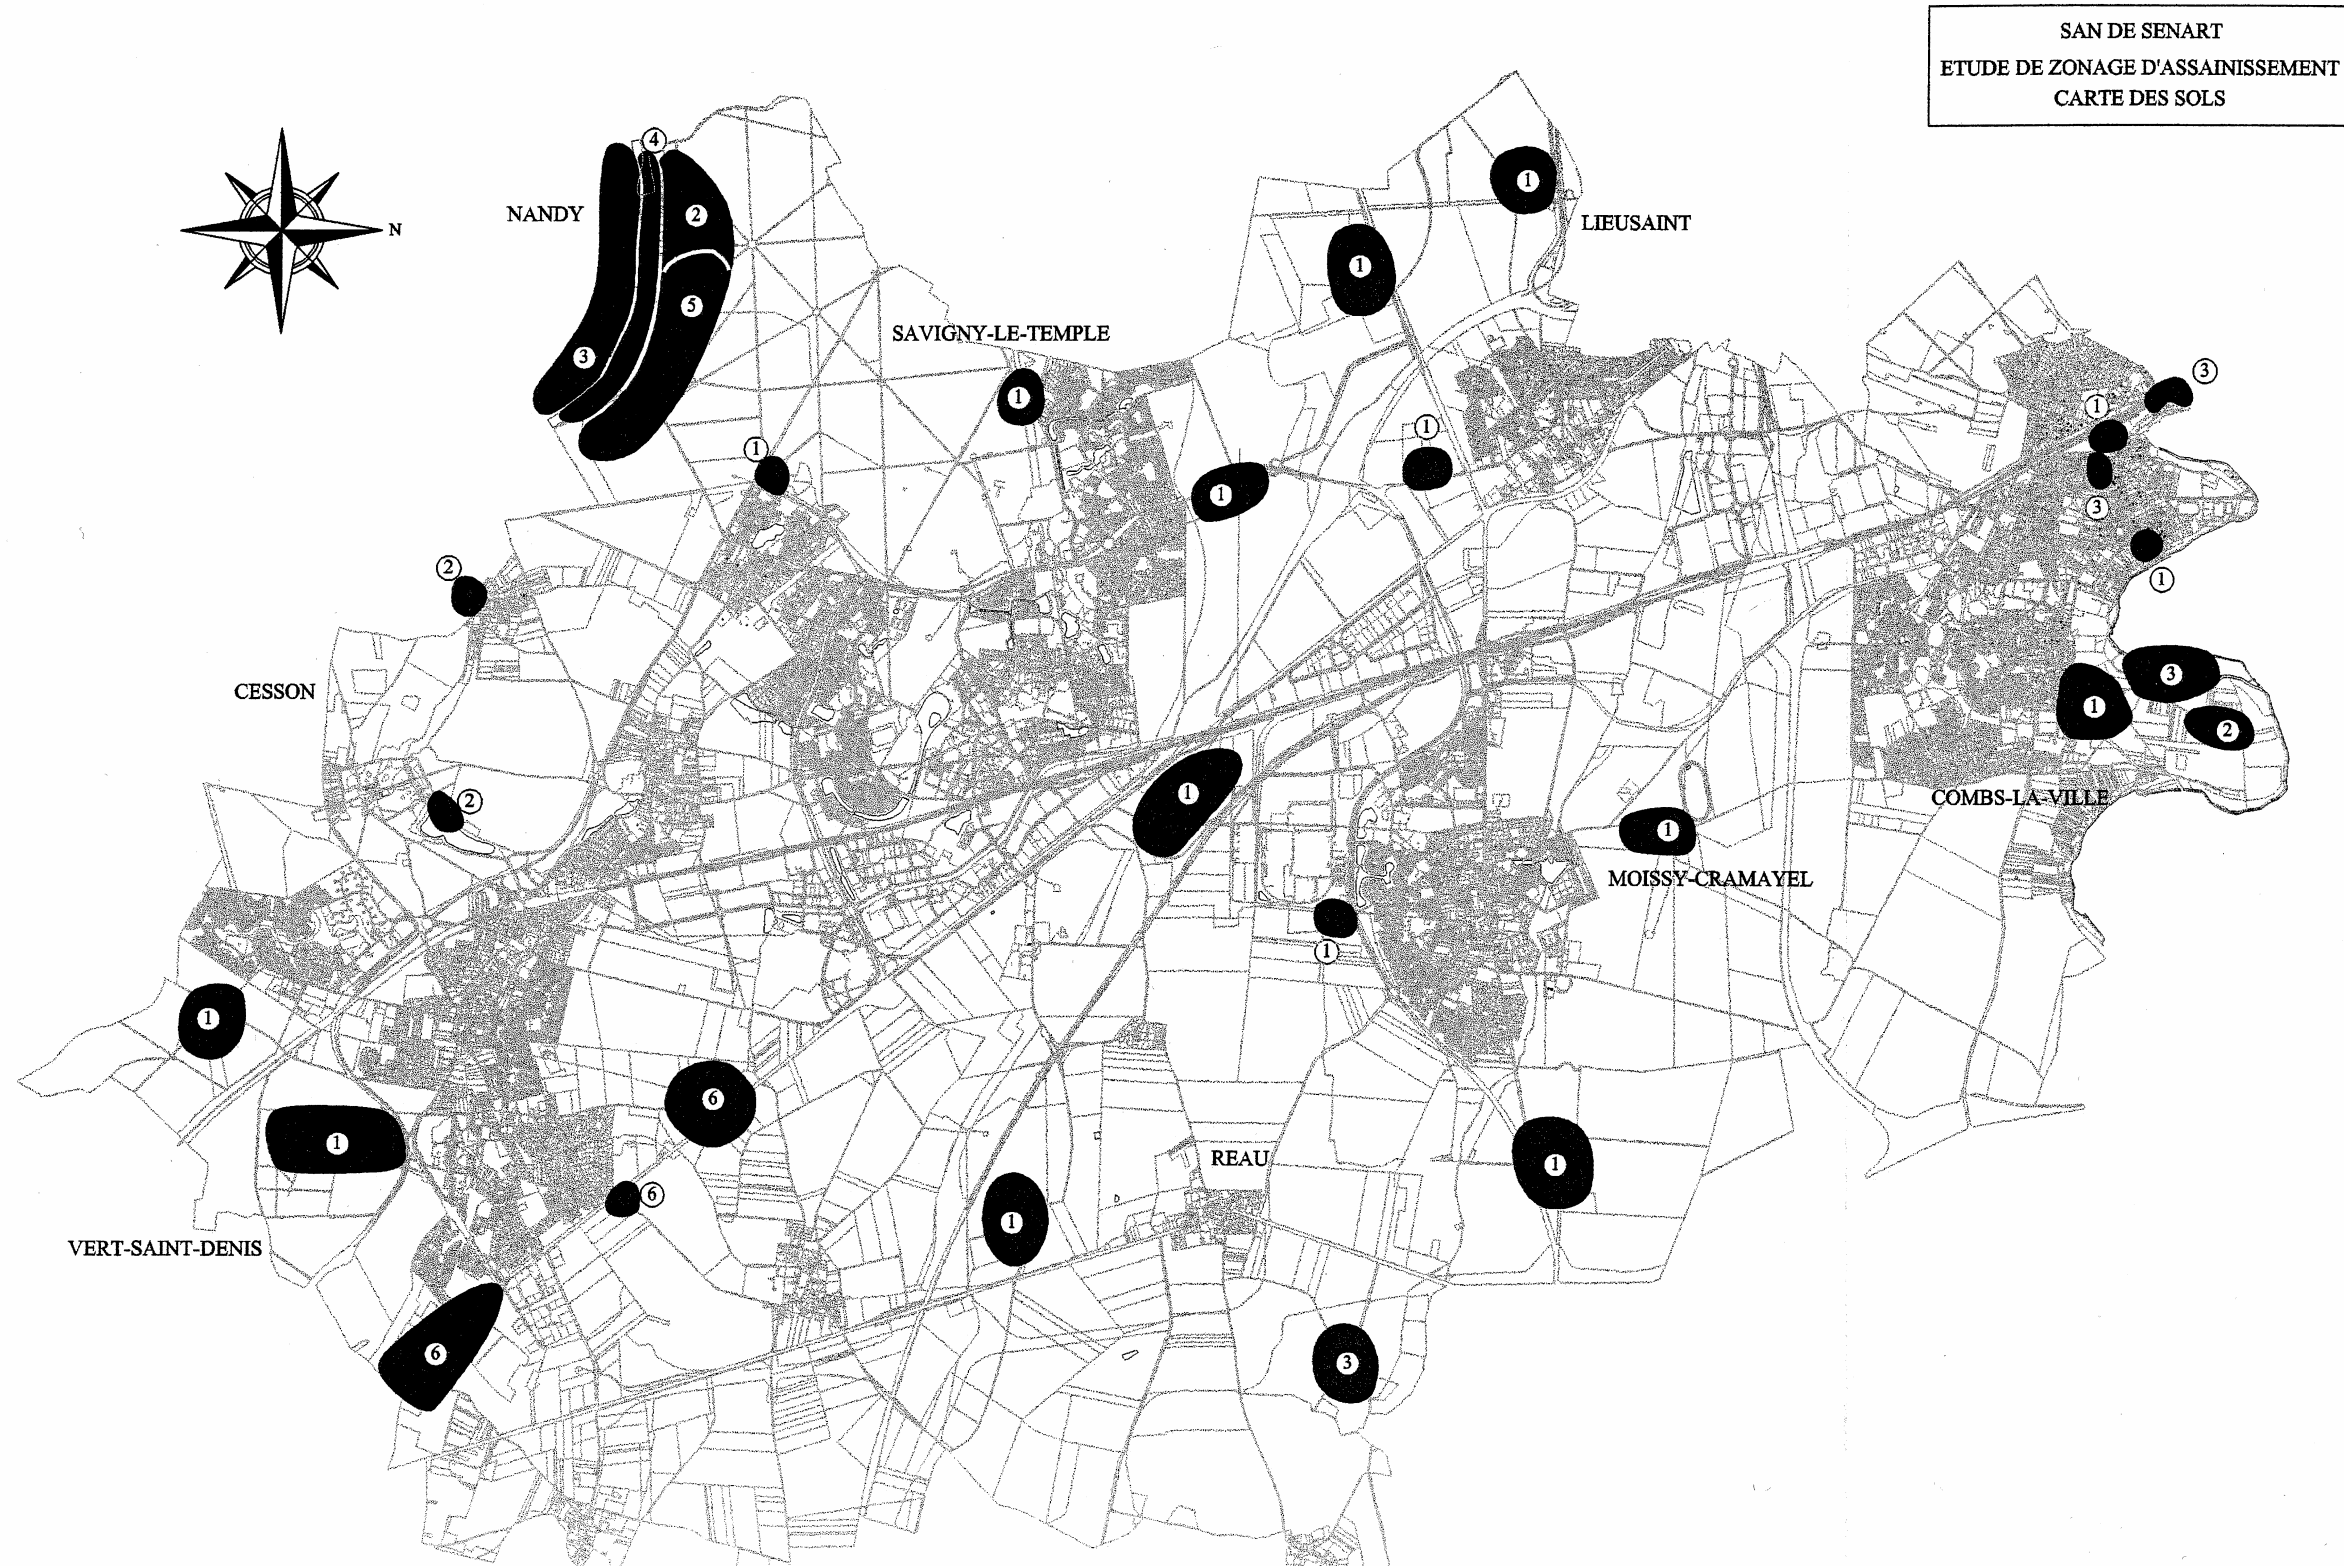 SAN DE SENART
ETUDE DE ZONAGE D'ASSAINISSEMENT
CARTE DES SOLS
4
1
N
NANDY
2
LIEUSAINT
1
5
SAVIGNY-LE-TEMPLE
3
3
1
1
1
1
1
3
2
1
3
CESSON
1
2
1
2
COMBS-LA-VILLE
1
MOISSY-CRAMAYEL
1
1
6
1
REAU
1
6
1
VERT-SAINT-DENIS
6
3